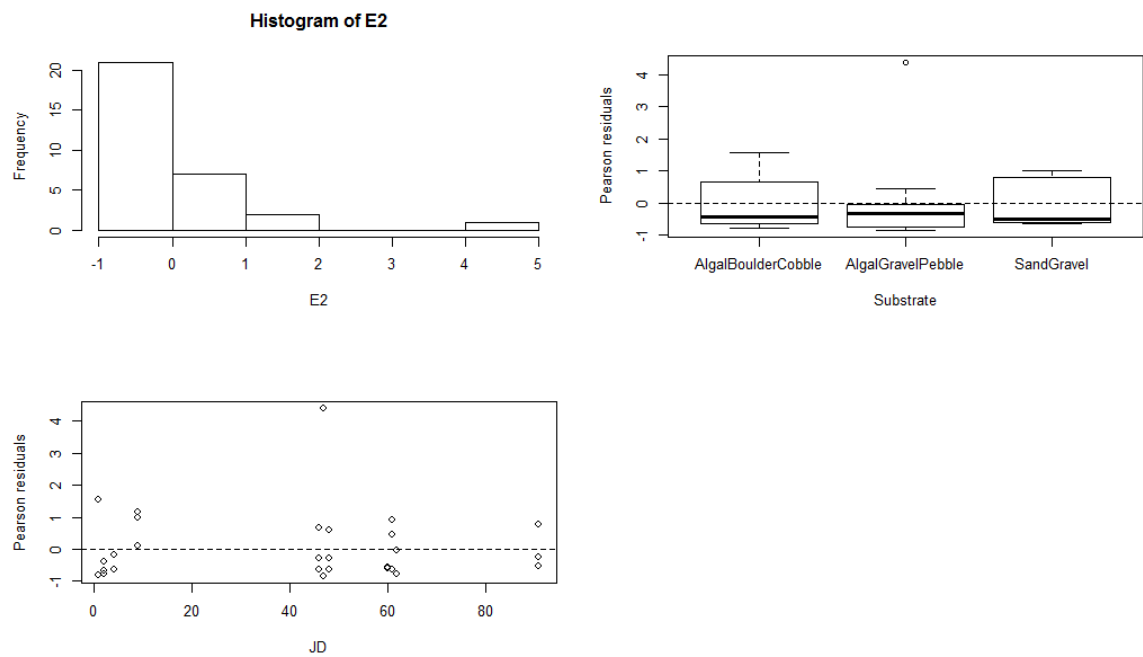 Histogram of E2
Frequency
0
5
10
15
20
-1 0 1 2 3 4 5
E2
Pearson residuals
-1 0 1 2 3 4
AlgalBoulderCobble AlgalGravelPebble SandGravel
Substrate
Pearson residuals
-1 0 1 2 3 4
0 20 40 60 80
JD